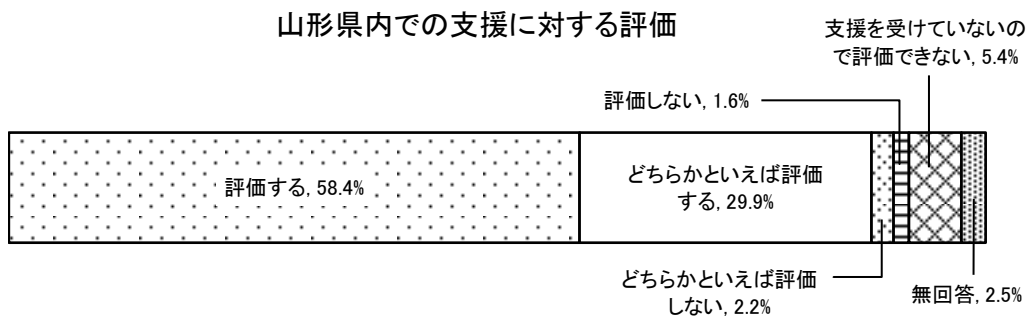 山形県内での支援に対する評価
支援を受けていないの
で評価できない, 5.4%
評価しない, 1.6%
評価する, 58.4%
どちらかといえば評価
する, 29.9%
どちらかといえば評価
しない, 2.2%
無回答, 2.5%